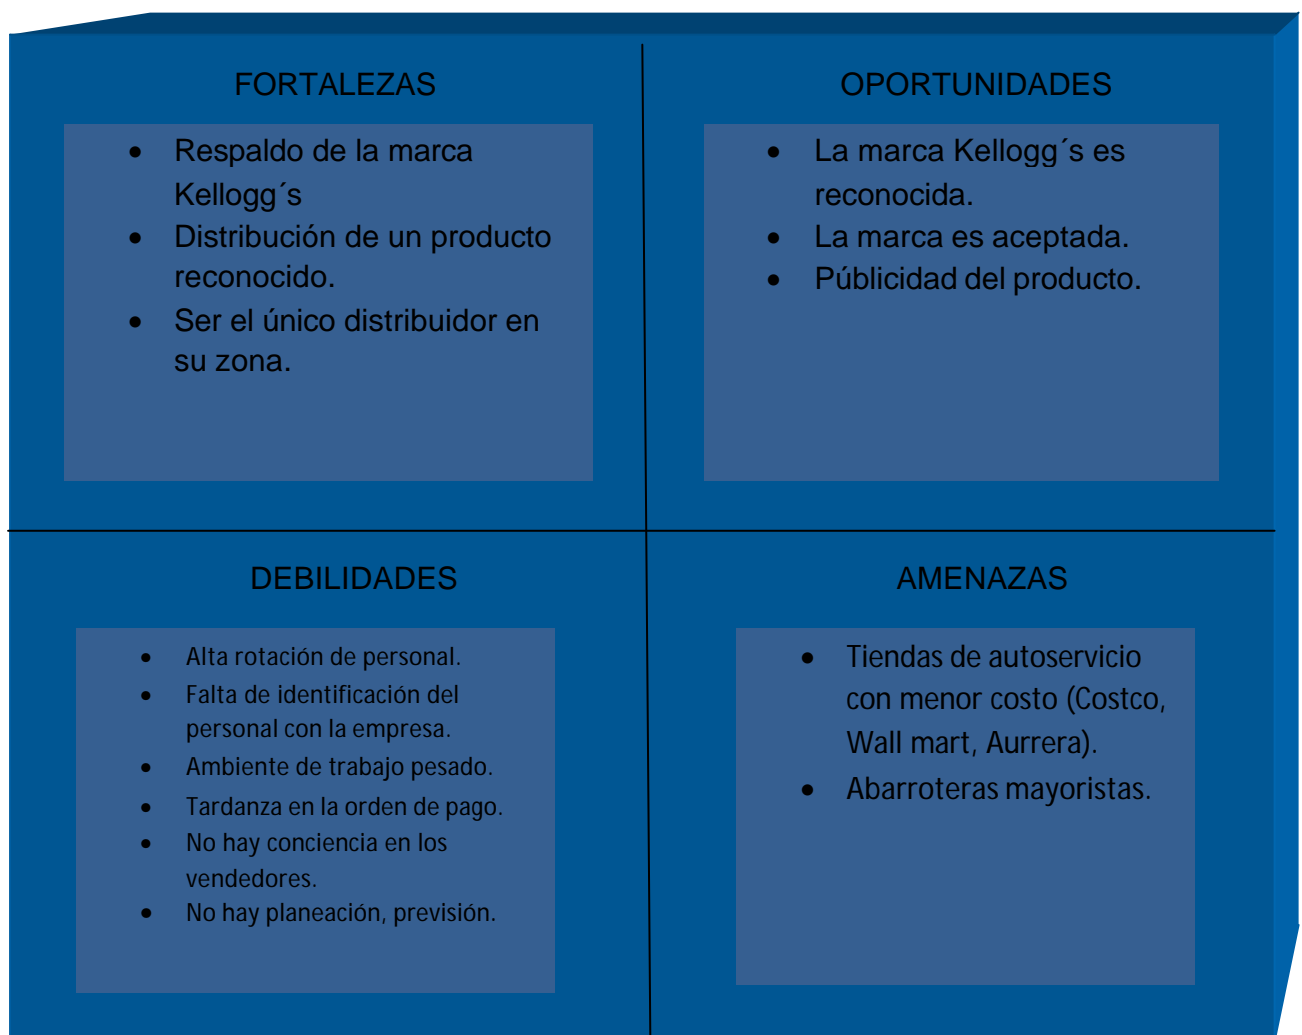 FORTALEZAS
• Respaldo de la marca
Kellogg´s
• Distribución de un producto
reconocido.
• Ser el único distribuidor en
su zona.
OPORTUNIDADES
• La marca Kellogg´s es
reconocida.
• La marca es aceptada.
• Públicidad del producto.
DEBILIDADES
• Alta rotación de personal.
• Falta de identificación del
personal con la empresa.
• Ambiente de trabajo pesado.
• Tardanza en la orden de pago.
• No hay conciencia en los
vendedores.
• No hay planeación, previsión.
AMENAZAS
• Tiendas de autoservicio
con menor costo (Costco,
Wall mart, Aurrera).
• Abarroteras mayoristas.